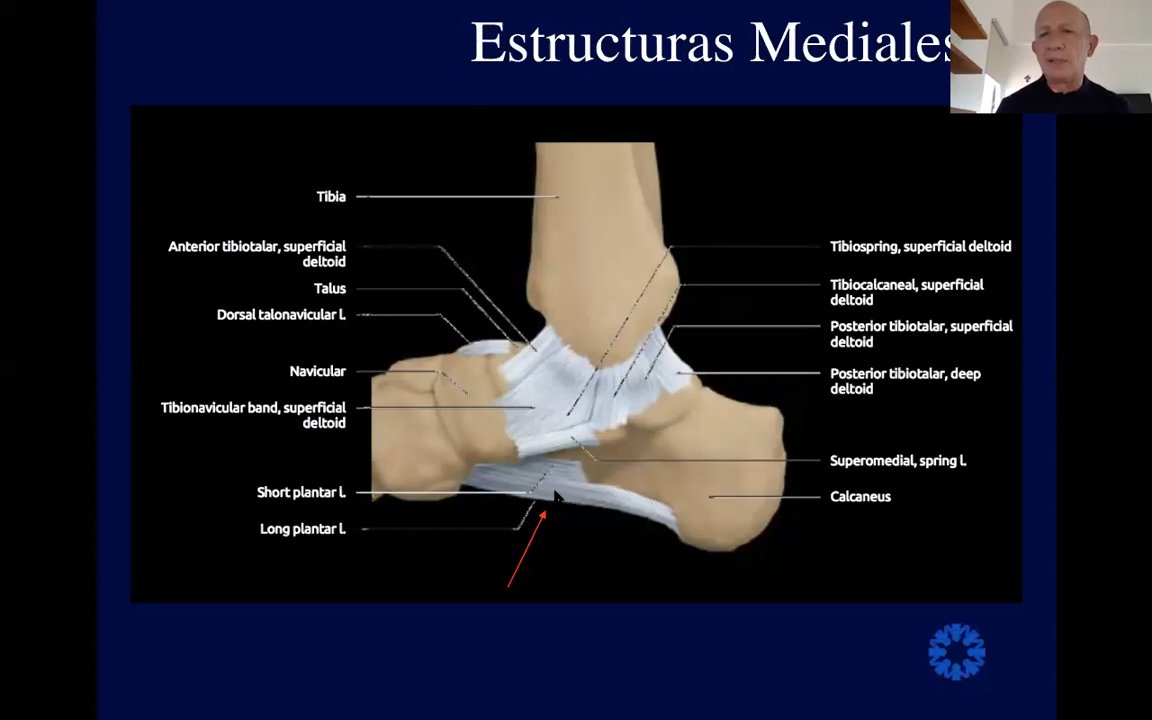 Estructuras Mediales
Tibia
Anterior tibiotalar, superficial
deltoid
Talus
Dorsal talonavicular l.
Navicular
Tibionavicular band, superficial
deltoid
Short plantar l.
Long plantar l.
Tibiospring, superficial deltoid
Tibiocalcaneal, superficial
deltoid
Posterior tibiotalar, superficial
deltoid
Posterior tibiotalar, deep
deltoid
Superomedial, spring l.
Calcaneus